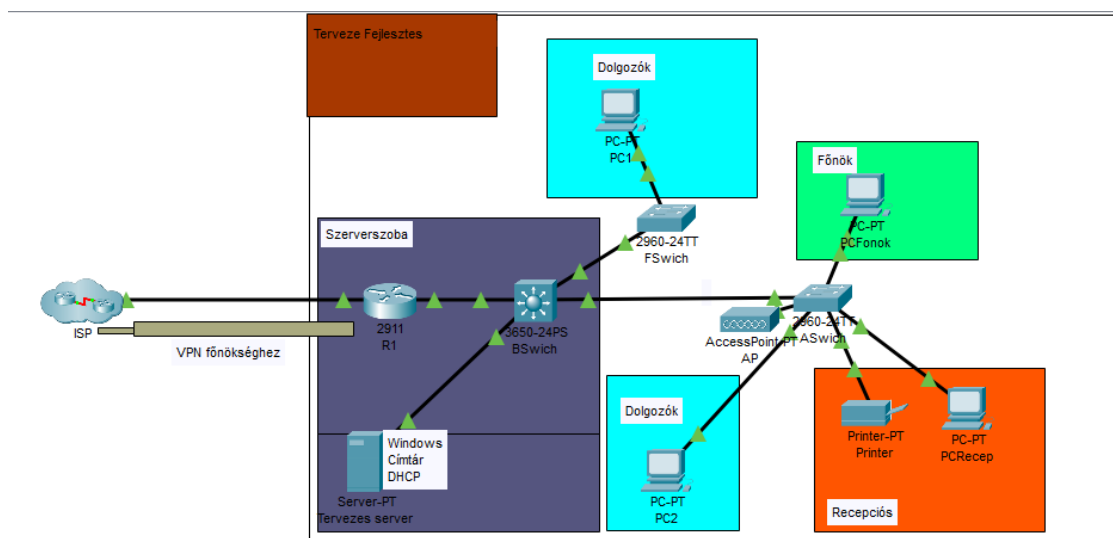 Terveze Fejlesztes
Dolgozók
PC-PT
PC1
Főnök
PC-PT
PCFonok
Szerverszoba
2960-24TT
FSwich
ISP
2911
R1
3650-24PS
BSwich
2960-24TT
ASwich
AccessPoint-PT
AP
VPN főnökséghez
Dolgozók
Windows
Címtár
DHCP
Printer-PT
Printer
PC-PT
PCRecep
Server-PT
Tervezes server
PC-PT
PC2
Recepciós